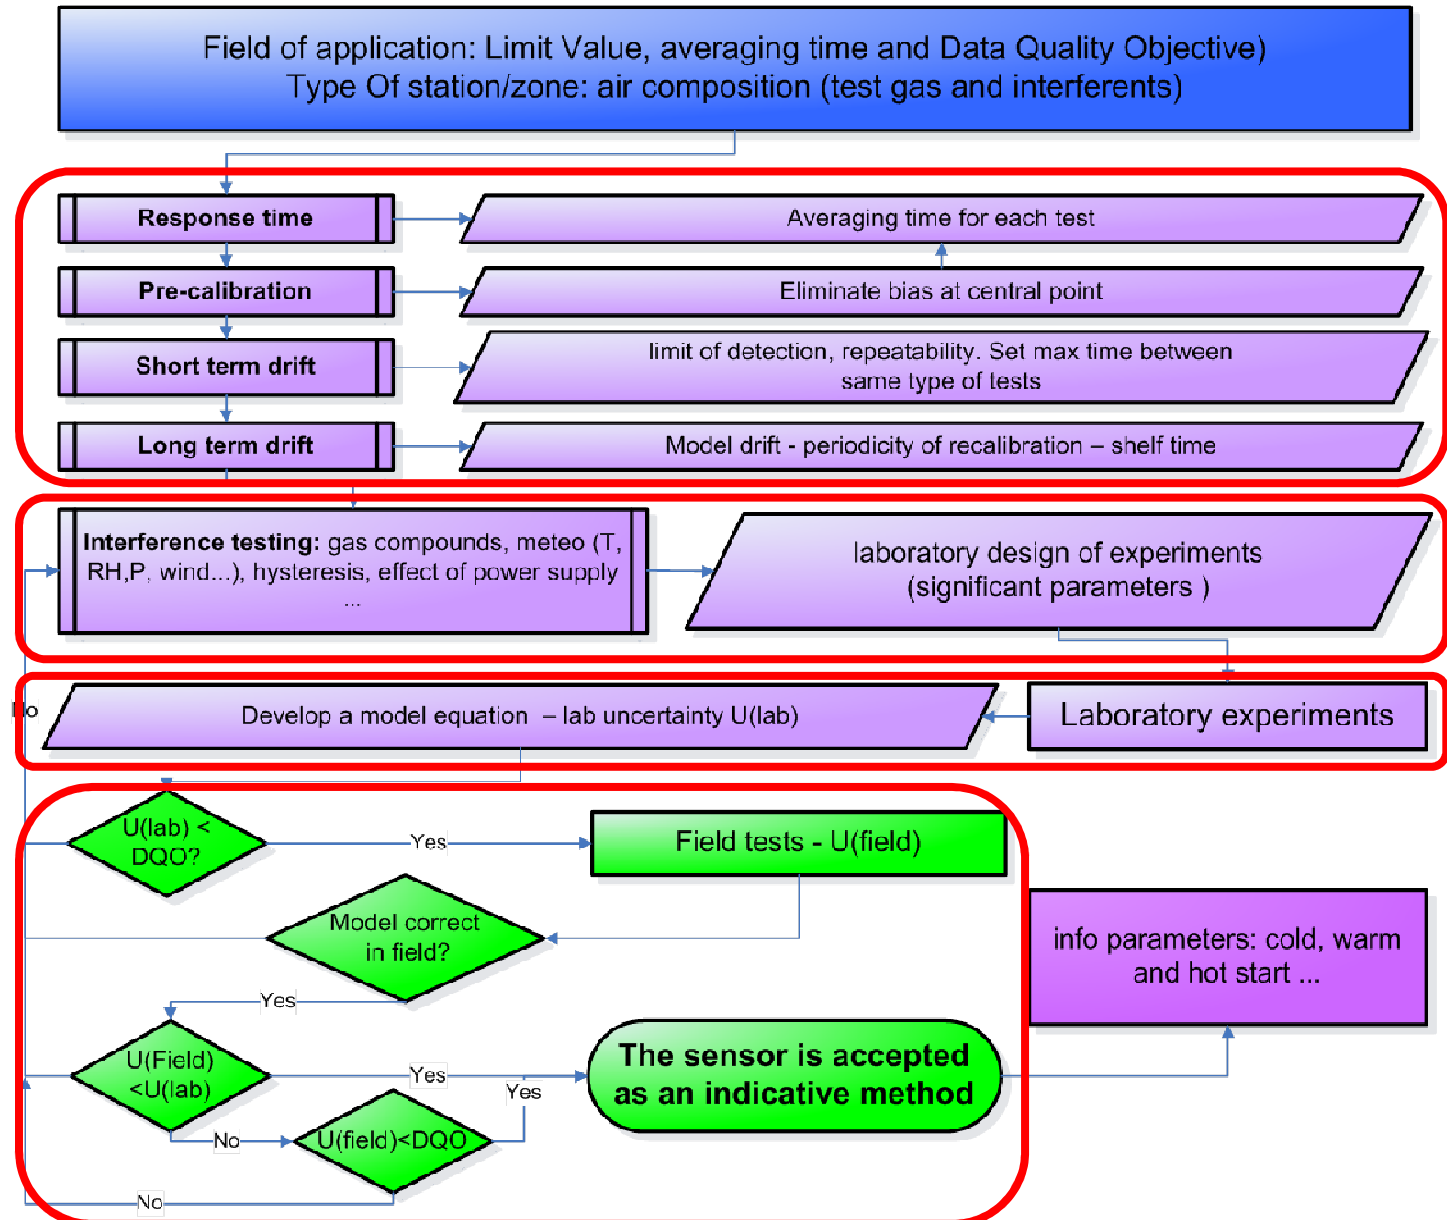 Field of application: Limit Value, averaging time and Data Quality Objective)
Type Of station/zone: air composition (test gas and interferents)
Response time
Averaging time for each test
Pre-calibration
Eliminate bias at central point
Short term drift
limit of detection, repeatability. Set max time between
same type of tests
Long term drift
Model drift - periodicity of recalibration – shelf time
Interference testing: gas compounds, meteo (T,
RH,P, wind...), hysteresis, effect of power supply
...
laboratory design of experiments
(significant parameters )
No
Develop a model equation – lab uncertainty U(lab)
Laboratory experiments
U(lab) <
DQO?
Yes
Field tests - U(field)
Model correct
in field?
info parameters: cold, warm
and hot start ...
Yes
U(Field)
<U(lab)
Yes
Yes
The sensor is accepted
as an indicative method
No
U(field)<DQO
No